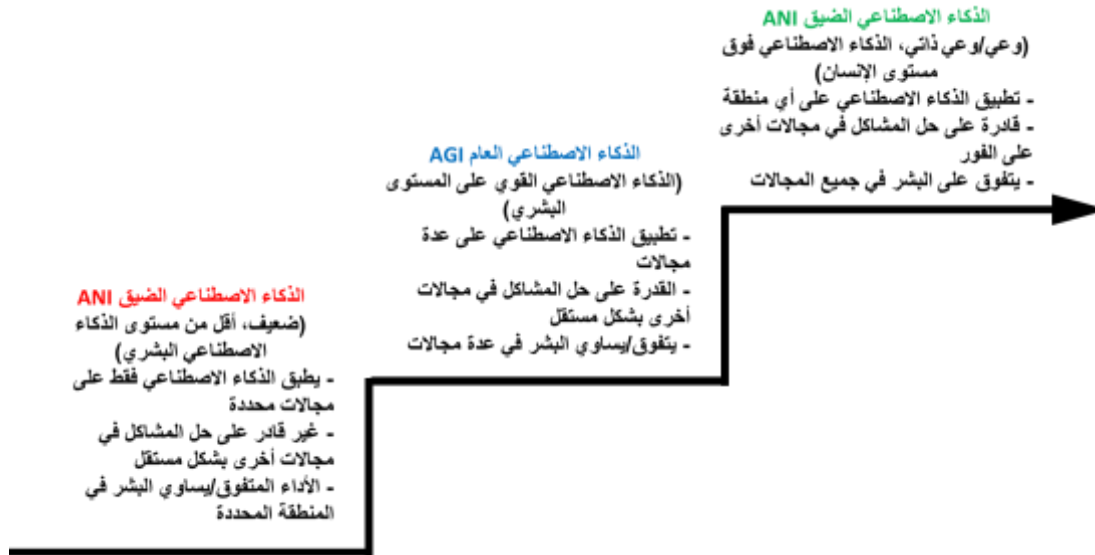 الذكاء الاصطناعي الضيق ANI
(وعي/وعي ذاتي، الذكاء الاصطناعي فوق
مستوى الإنسان)
- تطبيق الذكاء الاصطناعي على أي منطقة
- قادرة على حل المشاكل في مجالات أخرى
على الفور
- يتفوق على البشر في جميع المجالات
الذكاء الاصطناعي العام AGI
(الذكاء الاصطناعي القوي على المستوى
البشري)
- تطبيق الذكاء الاصطناعي على عدة
مجالات
- القدرة على حل المشاكل في مجالات
أخرى بشكل مستقل
- يتفوق/يساوي البشر في عدة مجالات
الذكاء الاصطناعي الضيق ANI
(ضعيف، أقل من مستوى الذكاء
الاصطناعي البشري)
- يطبق الذكاء الاصطناعي فقط على
مجالات محددة
- غير قادر على حل المشاكل في
مجالات أخرى بشكل مستقل
- الأداء المتفوق/يساوي البشر في
المنطقة المحددة